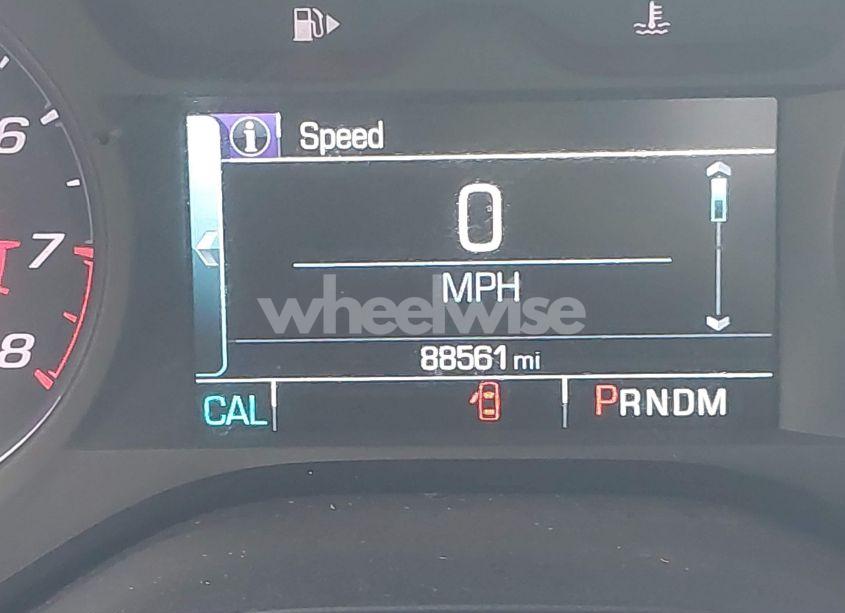 Speed
6
0
7
MPH
wheelwise
8
88561 mi
CAL
PRNDM